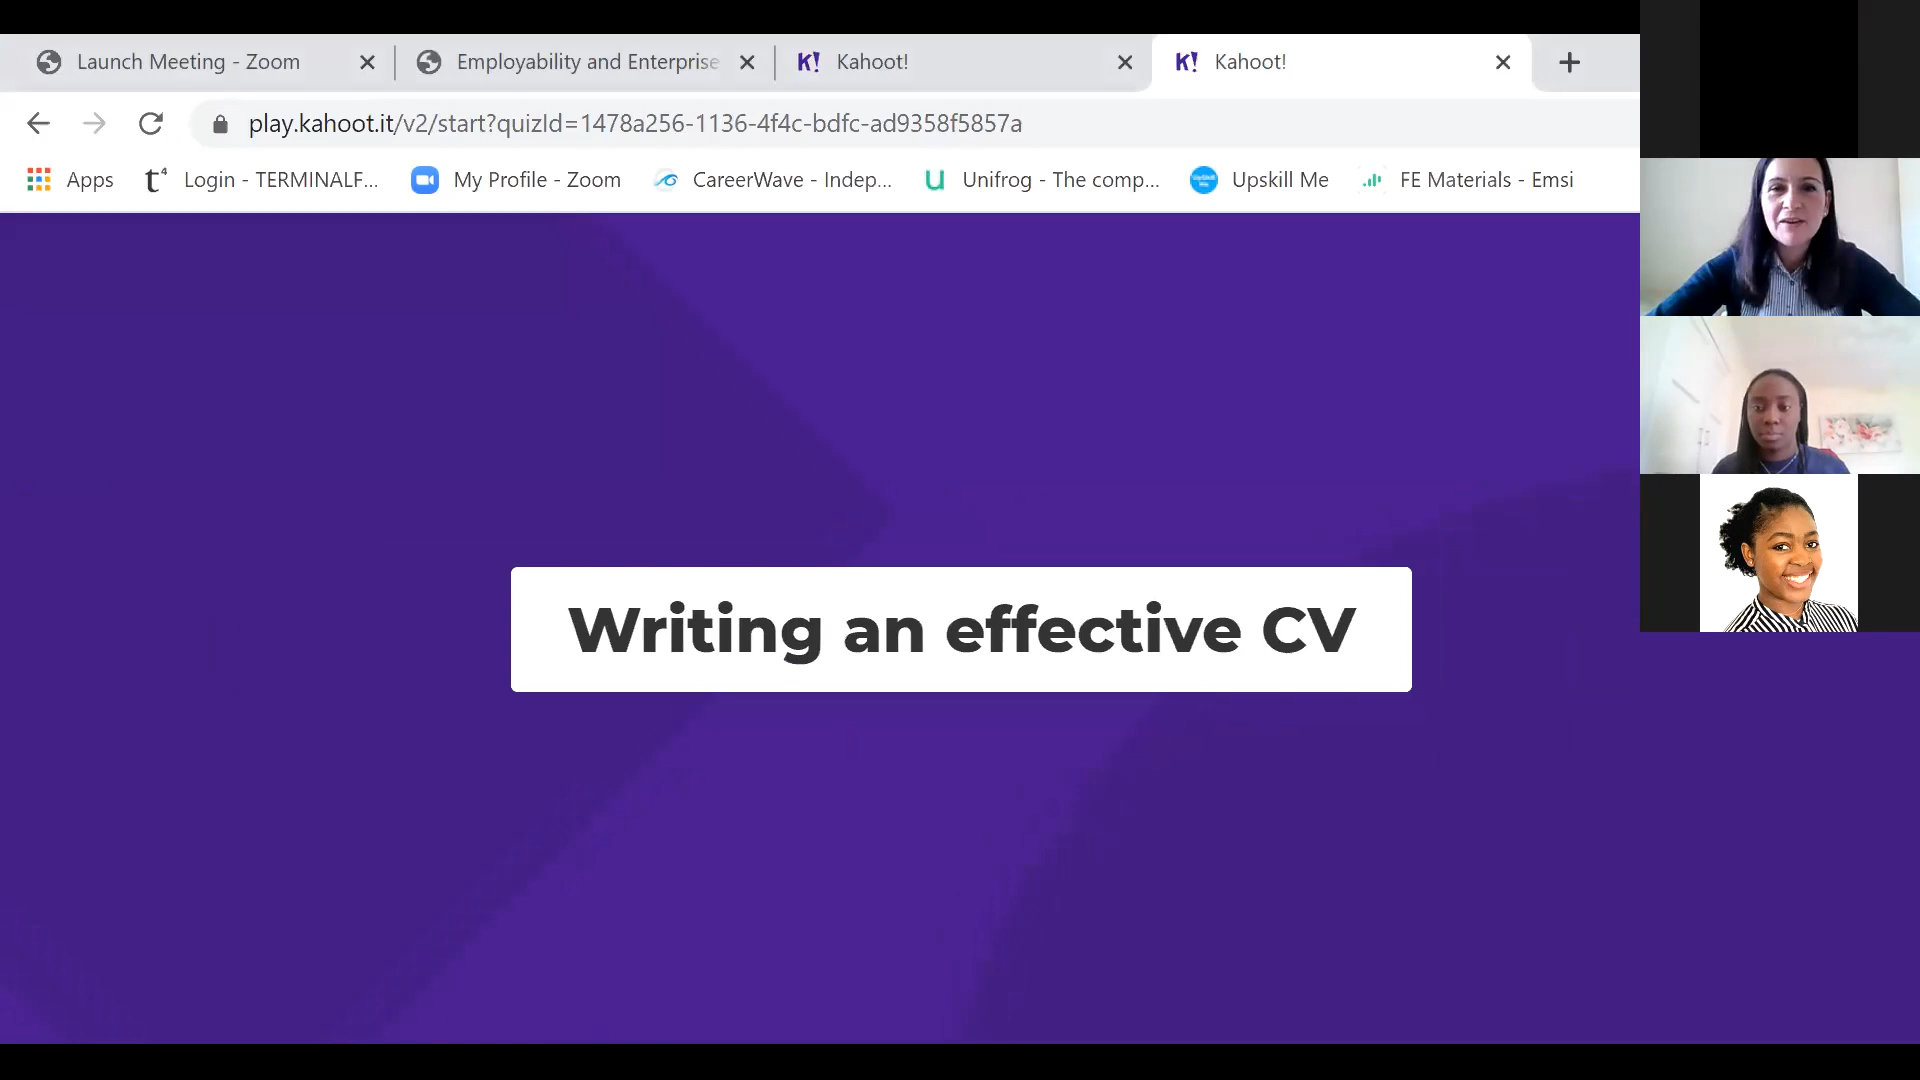 Launch Meeting - Zoom
Employability and Enterprise
K! Kahoot!
K! Kahoot!
play.kahoot.it/v2/start?quizId=1478a256-1136-4f4c-bdfc-ad9358f5857a
Apps
t4 Login - TERMINALF...
My Profile - Zoom
CareerWave - Indep...
Unifrog - The comp...
Upskill Me
FE Materials - Emsi
Writing an effective CV